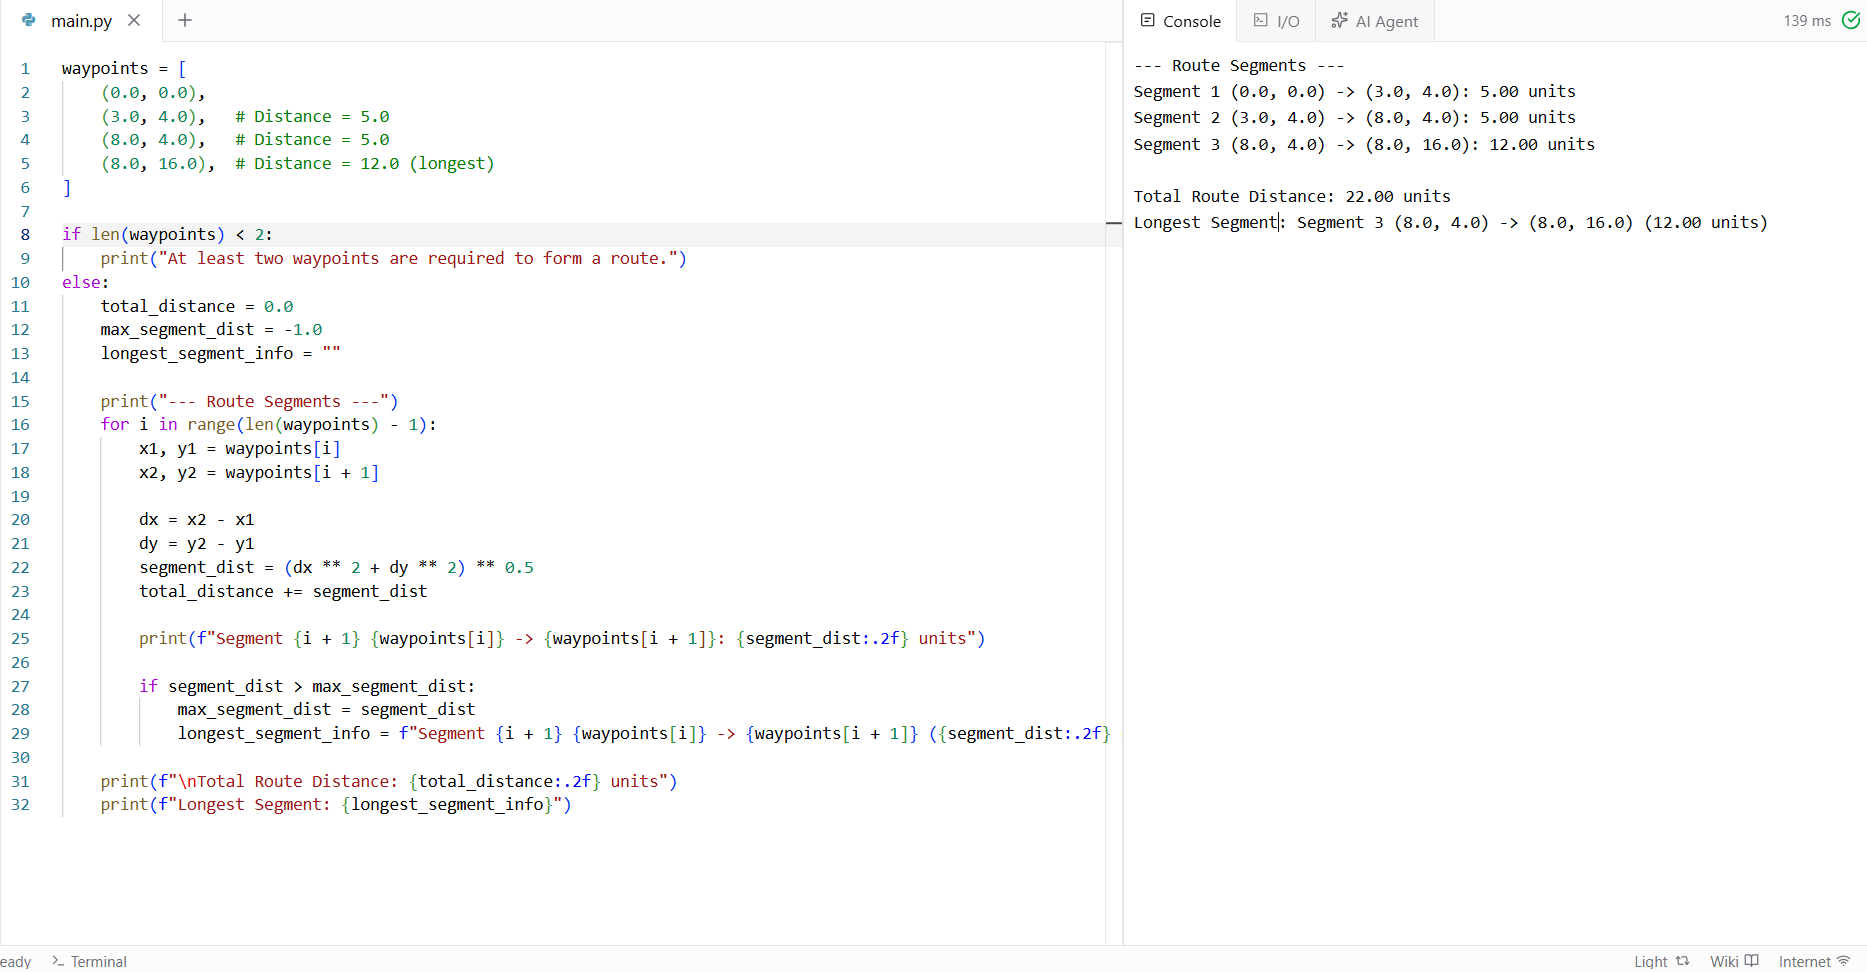 main.py
1 waypoints = [
2     (0.0, 0.0),
3     (3.0, 4.0),   # Distance = 5.0
4     (8.0, 4.0),   # Distance = 5.0
5     (8.0, 16.0),  # Distance = 12.0 (longest)
6 ]
7
8 if len(waypoints) < 2:
9     print("At least two waypoints are required to form a route.")
10 else:
11     total_distance = 0.0
12     max_segment_dist = -1.0
13     longest_segment_info = ""
14
15     print("--- Route Segments ---")
16     for i in range(len(waypoints) - 1):
17         x1, y1 = waypoints[i]
18         x2, y2 = waypoints[i + 1]
19
20         dx = x2 - x1
21         dy = y2 - y1
22         segment_dist = (dx ** 2 + dy ** 2) ** 0.5
23         total_distance += segment_dist
24
25         print(f"Segment {i + 1} {waypoints[i]} -> {waypoints[i + 1]}: {segment_dist:.2f} units")
26
27         if segment_dist > max_segment_dist:
28             max_segment_dist = segment_dist
29             longest_segment_info = f"Segment {i + 1} {waypoints[i]} -> {waypoints[i + 1]} ({segment_dist:.2f}
30
31     print(f"\nTotal Route Distance: {total_distance:.2f} units")
32     print(f"Longest Segment: {longest_segment_info}")
Console I/O AI Agent 139 ms
--- Route Segments ---
Segment 1 (0.0, 0.0) -> (3.0, 4.0): 5.00 units
Segment 2 (3.0, 4.0) -> (8.0, 4.0): 5.00 units
Segment 3 (8.0, 4.0) -> (8.0, 16.0): 12.00 units

Total Route Distance: 22.00 units
Longest Segment: Segment 3 (8.0, 4.0) -> (8.0, 16.0) (12.00 units)
eady Terminal Light Wiki Internet